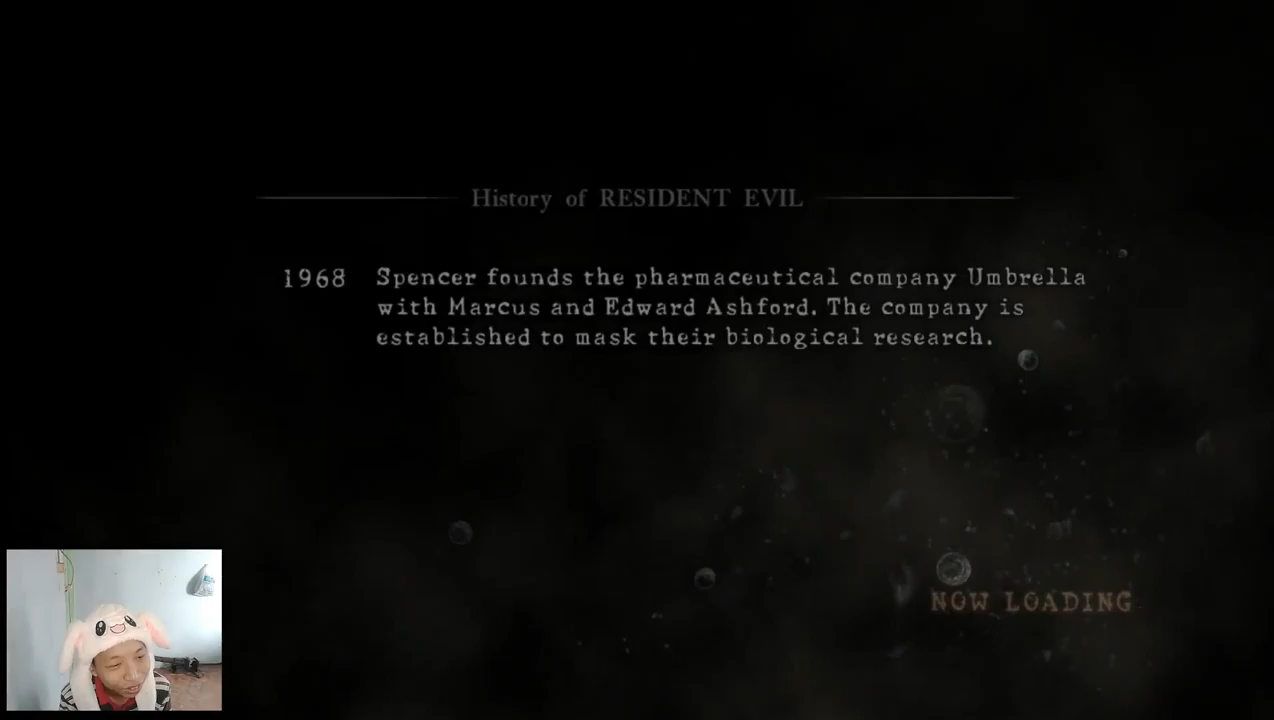 History of RESIDENT EVIL
1968 Spencer founds the pharmaceutical company Umbrella
with Marcus and Edward Ashford. The company is
established to mask their biological research.
NOW LOADING